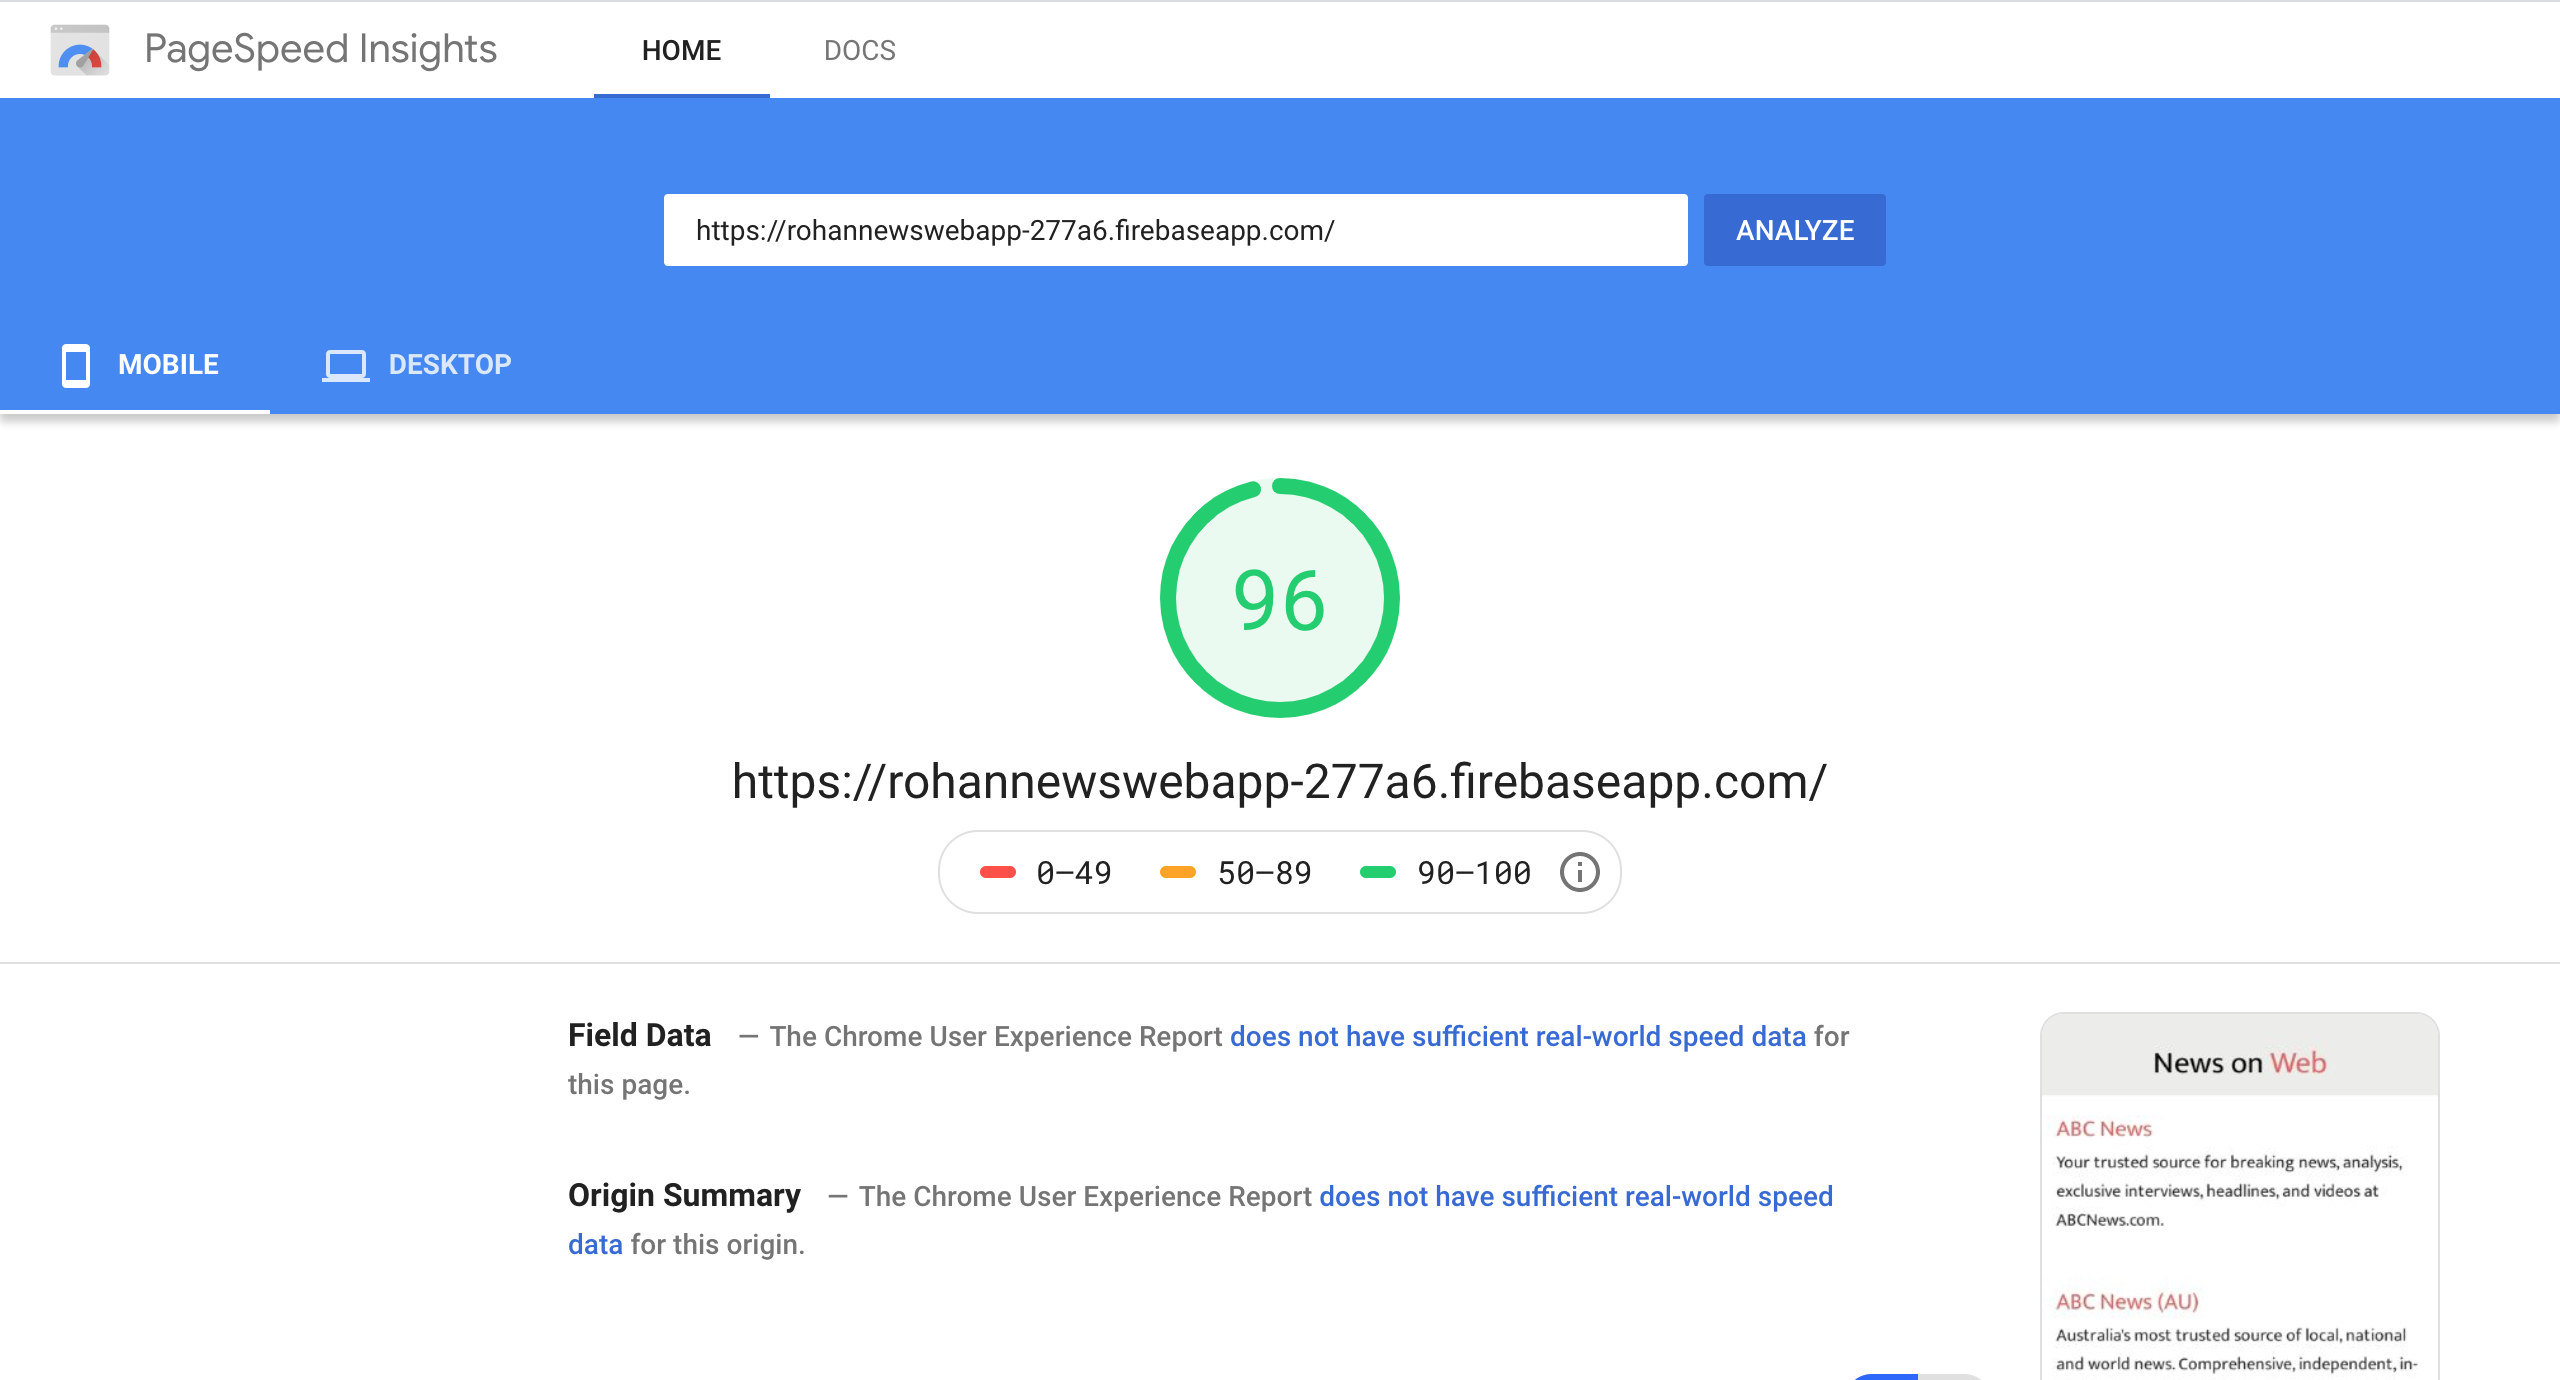 PageSpeed Insights
HOME
DOCS
https://rohannewswebapp-277a6.firebaseapp.com/
ANALYZE
MOBILE
DESKTOP
96
https://rohannewswebapp-277a6.firebaseapp.com/
0–49
50–89
90–100
Field Data — The Chrome User Experience Report does not have sufficient real-world speed data for
this page.
Origin Summary — The Chrome User Experience Report does not have sufficient real-world speed
data for this origin.
News on Web
ABC News
Your trusted source for breaking news, analysis,
exclusive interviews, headlines, and videos at
ABCNews.com.
ABC News (AU)
Australia's most trusted source of local, national
and world news. Comprehensive, independent, in-